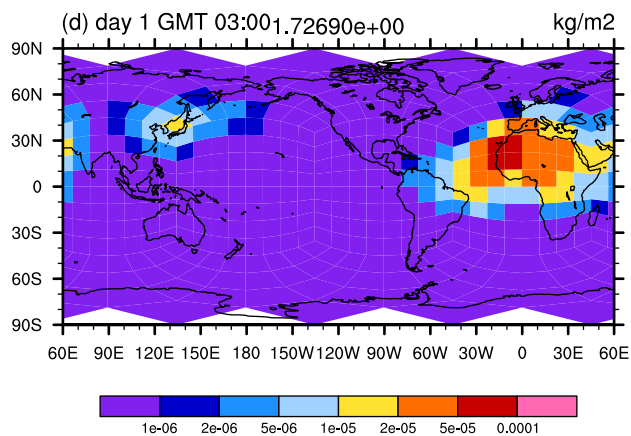 (d) day 1 GMT 03:00 1.72690e+00 kg/m2
90N
60N
30N
0
30S
60S
90S
60E 90E 120E 150E 180 150W 120W 90W 60W 30W 0 30E 60E
1e-06 2e-06 5e-06 1e-05 2e-05 5e-05 0.0001